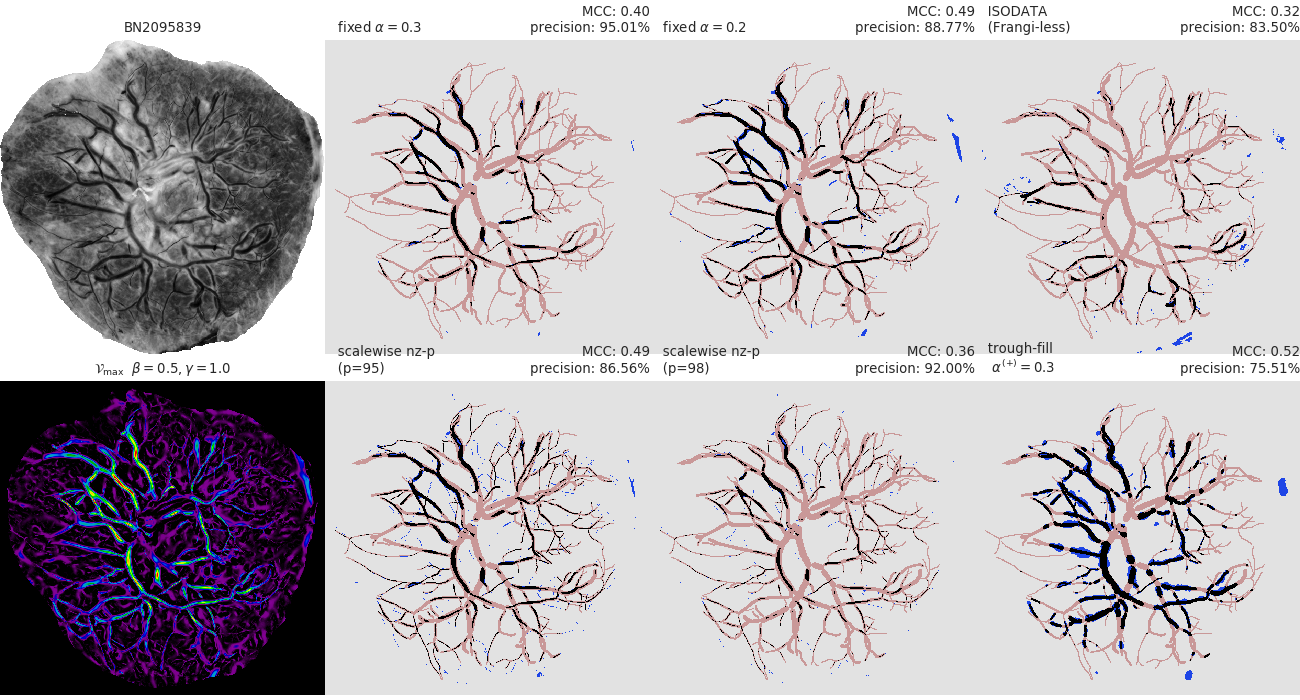 BN2095839
fixed α = 0.3
MCC: 0.40
precision: 95.01%
fixed α = 0.2
MCC: 0.49
precision: 88.77%
ISODATA
(Frangi-less)
MCC: 0.32
precision: 83.50%
𝒱max β = 0.5, γ = 1.0
scalewise nz-p
(p=95)
MCC: 0.49
precision: 86.56%
scalewise nz-p
(p=98)
MCC: 0.36
precision: 92.00%
trough-fill
α(+) = 0.3
MCC: 0.52
precision: 75.51%